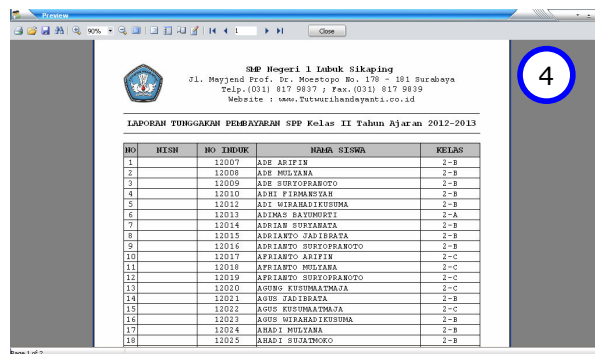 Preview
90%
1
Close
SMP Negeri 1 Lubuk Sikaping
Jl. Mayjend Prof. Dr. Moestopo No. 178 - 181 Surabaya
Telp.(031) 817 9837 ; Fax.(031) 817 9839
Website : www.Tutwurihandayanti.co.id
4
LAPORAN TUNGGAKAN PEMBAYARAN SPP Kelas II Tahun Ajaran 2012-2013
NO NISN NO INDUK NAMA SISWA KELAS
1 12007 ADE ARIFIN 2-B
2 12008 ADE MULYANA 2-B
3 12009 ADE SURYOPRANOTO 2-B
4 12010 ADHI FIRMANSYAH 2-B
5 12012 ADI WIRAHADIKUSUMA 2-B
6 12013 ADIMAS BAYUMURTI 2-A
7 12014 ADRIAN SURYANATA 2-B
8 12015 ADRIANTO JADIBRATA 2-B
9 12016 ADRIANTO SURYOPRANOTO 2-B
10 12017 AFRIANTO ARIFIN 2-C
11 12018 AFRIANTO MULYANA 2-C
12 12019 AFRIANTO SURYOPRANOTO 2-C
13 12020 AGUNG KUSUMAATMAJA 2-C
14 12021 AGUS JADIBRATA 2-B
15 12022 AGUS KUSUMAATMAJA 2-C
16 12023 AGUS WIRAHADIKUSUMA 2-B
17 12024 AHADI MULYANA 2-B
18 12025 AHADI SUJATMOKO 2-B
Page 1 of 2